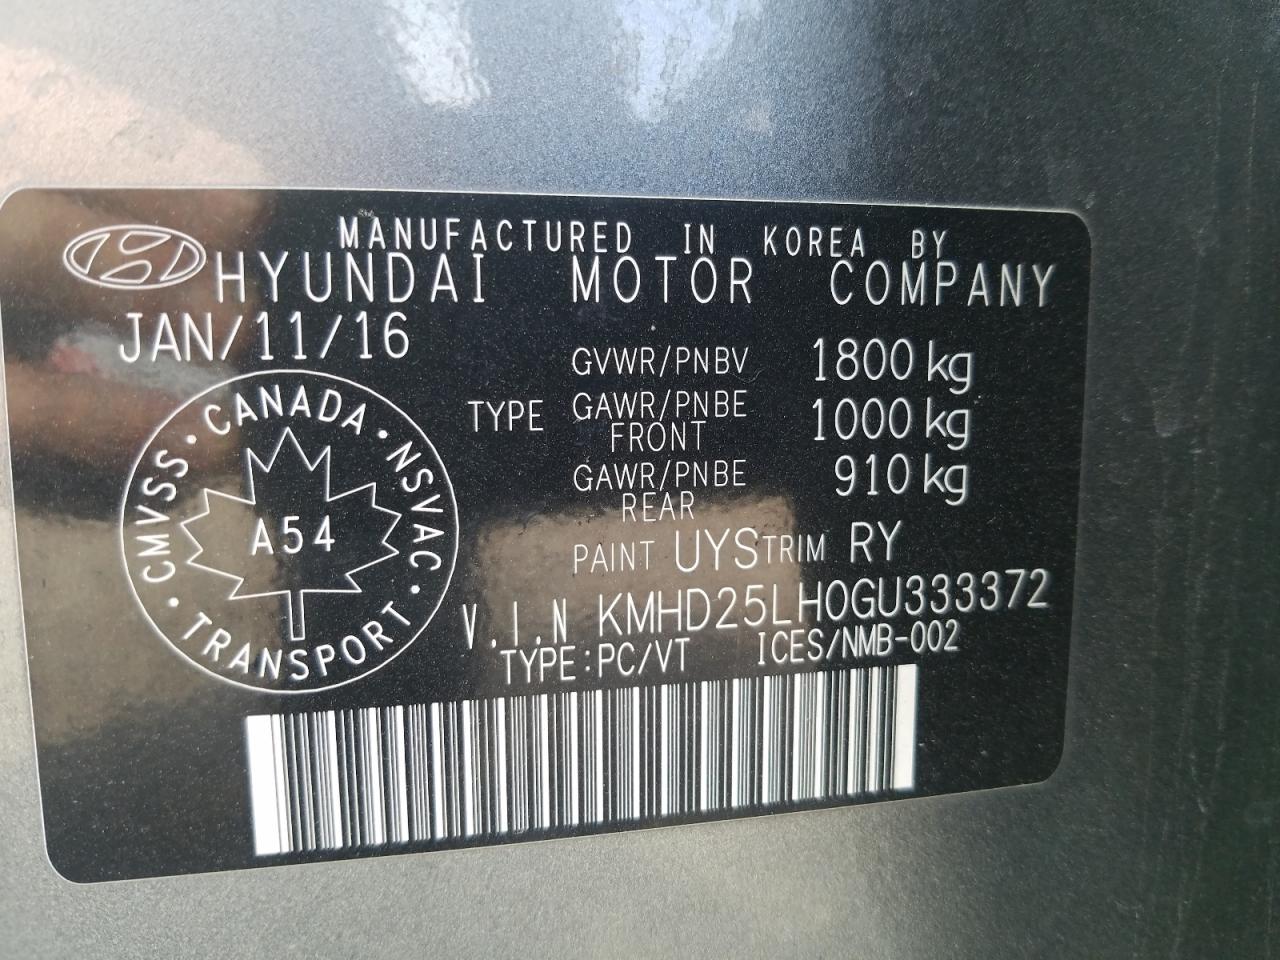 MANUFACTURED IN KOREA BY
HYUNDAI MOTOR COMPANY
JAN/11/16
GVWR/PNBV 1800 kg
TYPE GAWR/PNBE FRONT 1000 kg
GAWR/PNBE REAR 910 kg
CMVSS · CANADA · NSVAC · TRANSPORT ·
A54
PAINT UYS TRIM RY
V.I.N KMHD25LH0GU333372
TYPE:PC/VT ICES/NMB-002